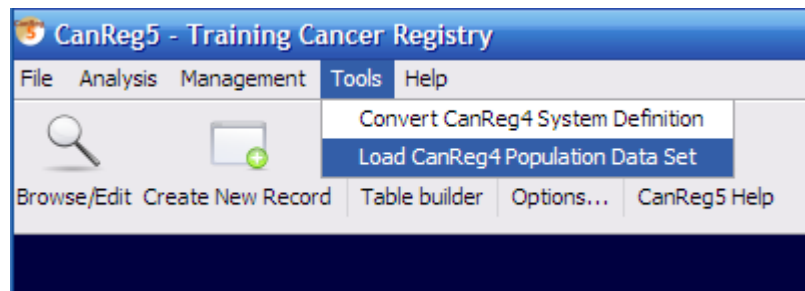 CanReg5 - Training Cancer Registry
File Analysis Management Tools Help
Convert CanReg4 System Definition
Load CanReg4 Population Data Set
Browse/Edit Create New Record Table builder Options... CanReg5 Help